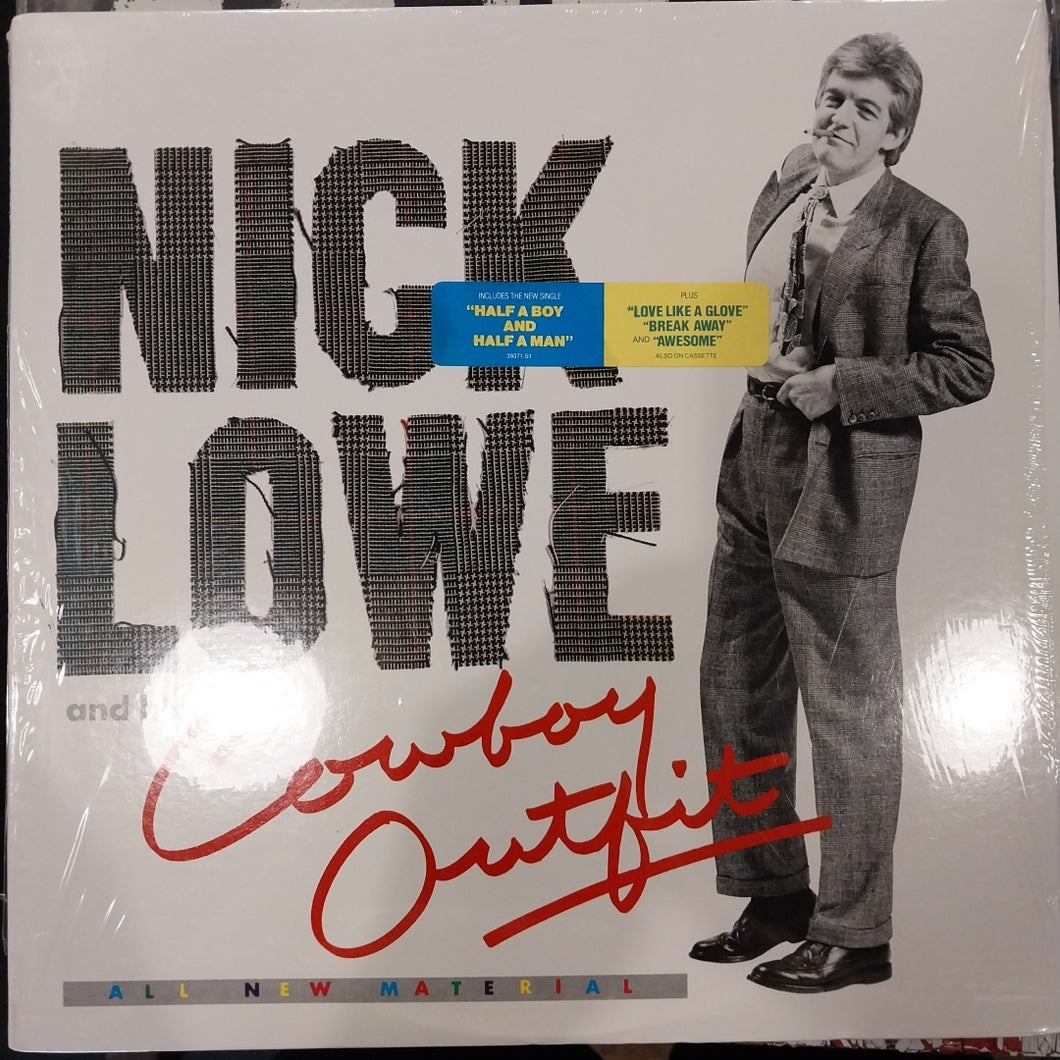 NICK
INCLUDES THE NEW SINGLE
"HALF A BOY
AND
HALF A MAN"
39371-S1
PLUS
"LOVE LIKE A GLOVE"
"BREAK AWAY"
AND "AWESOME"
ALSO ON CASSETTE
LOWE
and
Cowboy
Outfit
ALL NEW MATERIAL